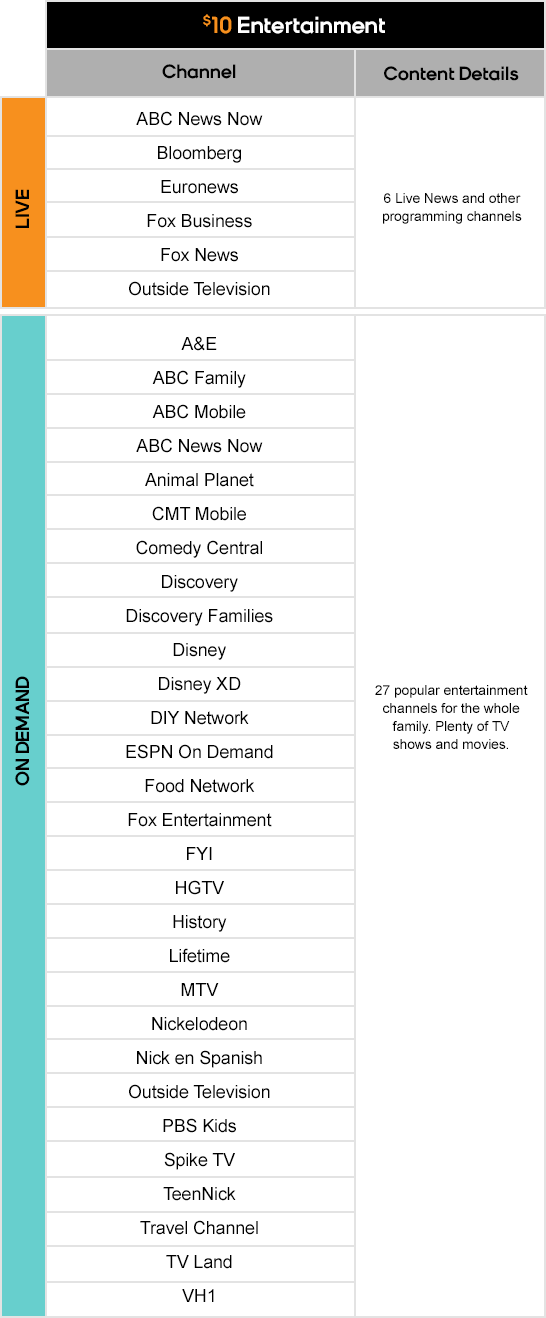 $10 Entertainment
Channel
Content Details
LIVE
ABC News Now
Bloomberg
Euronews
Fox Business
Fox News
Outside Television
6 Live News and other
programming channels
ON DEMAND
A&E
ABC Family
ABC Mobile
ABC News Now
Animal Planet
CMT Mobile
Comedy Central
Discovery
Discovery Families
Disney
Disney XD
DIY Network
ESPN On Demand
Food Network
Fox Entertainment
FYI
HGTV
History
Lifetime
MTV
Nickelodeon
Nick en Spanish
Outside Television
PBS Kids
Spike TV
TeenNick
Travel Channel
TV Land
VH1
27 popular entertainment
channels for the whole
family. Plenty of TV
shows and movies.